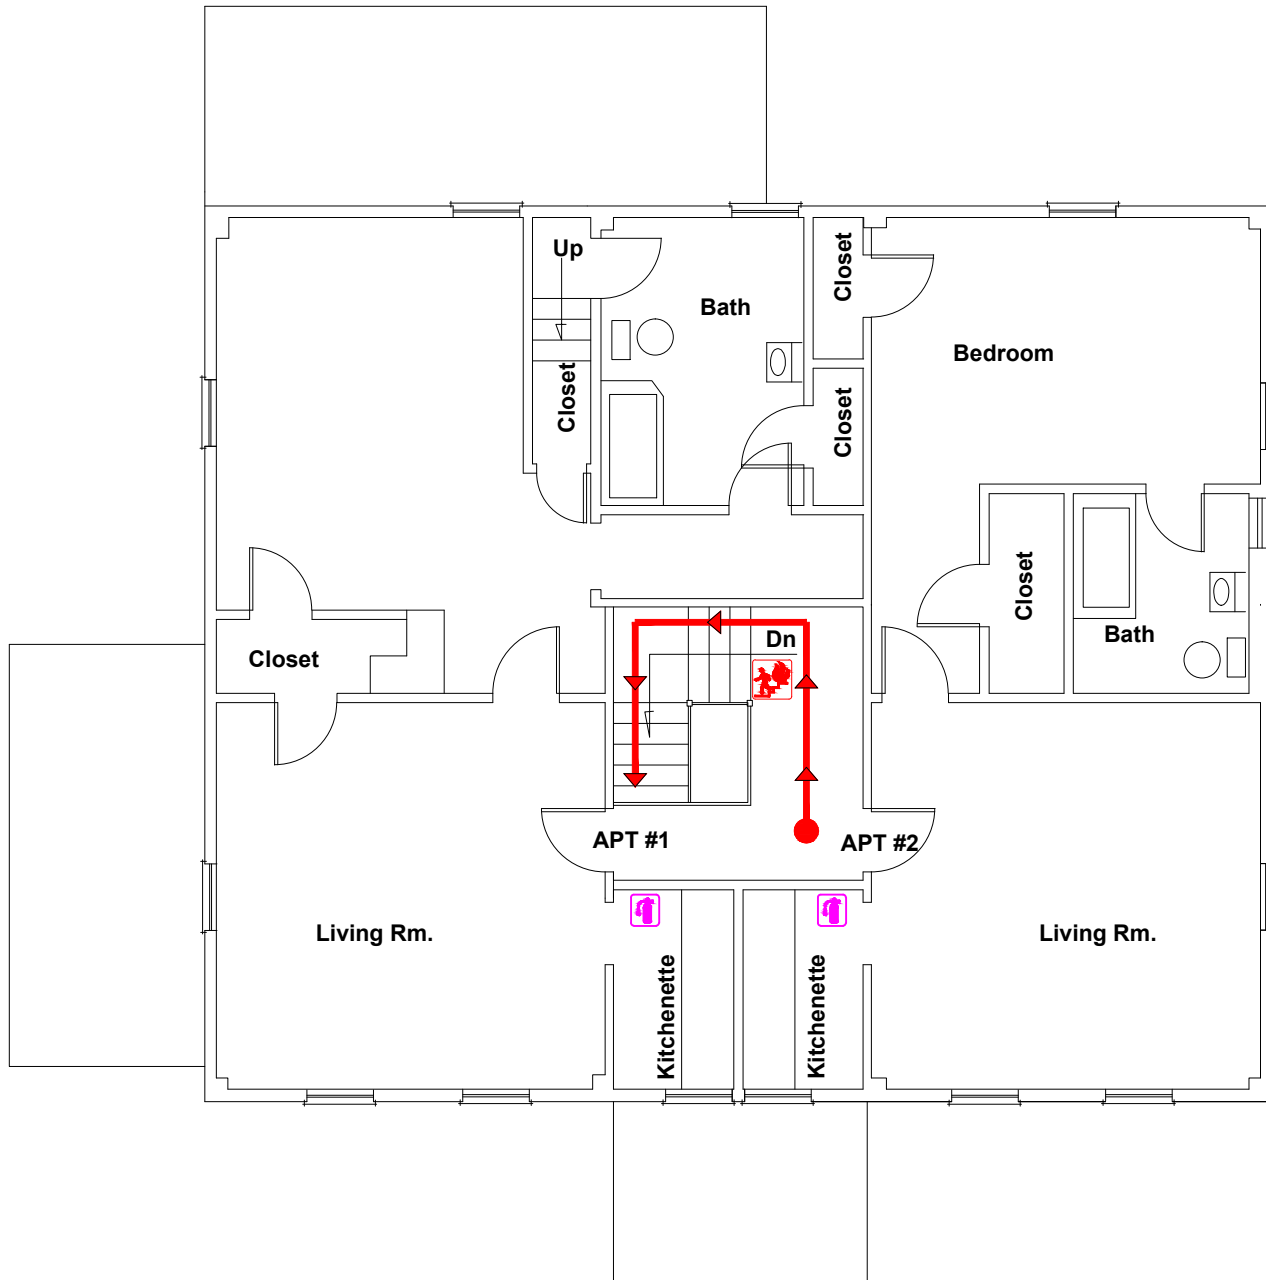 Up
Closet
Bath
Bedroom
Closet
Closet
Closet
Bath
Dn
Closet
APT #1
APT #2
Living Rm.
Living Rm.
Kitchenette
Kitchenette